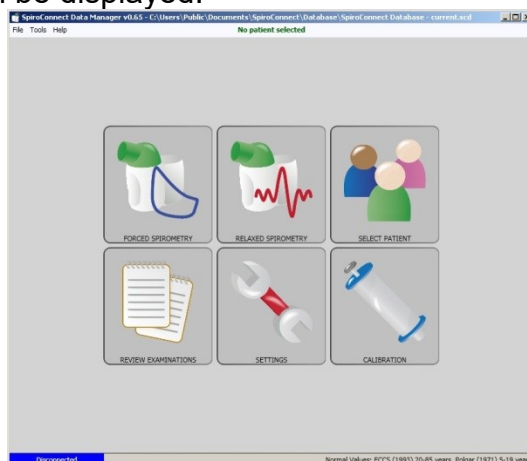 be displayed.
SpiroConnect Data Manager v0.65 - C:\Users\Public\Documents\SpiroConnect\Database\SpiroConnect Database - current.scd
File Tools Help
No patient selected
FORCED SPIROMETRY
RELAXED SPIROMETRY
SELECT PATIENT
REVIEW EXAMINATIONS
SETTINGS
CALIBRATION
Disconnected
Normal Values: ECCS (1993) 20-85 years, Polgar (1971) 5-19